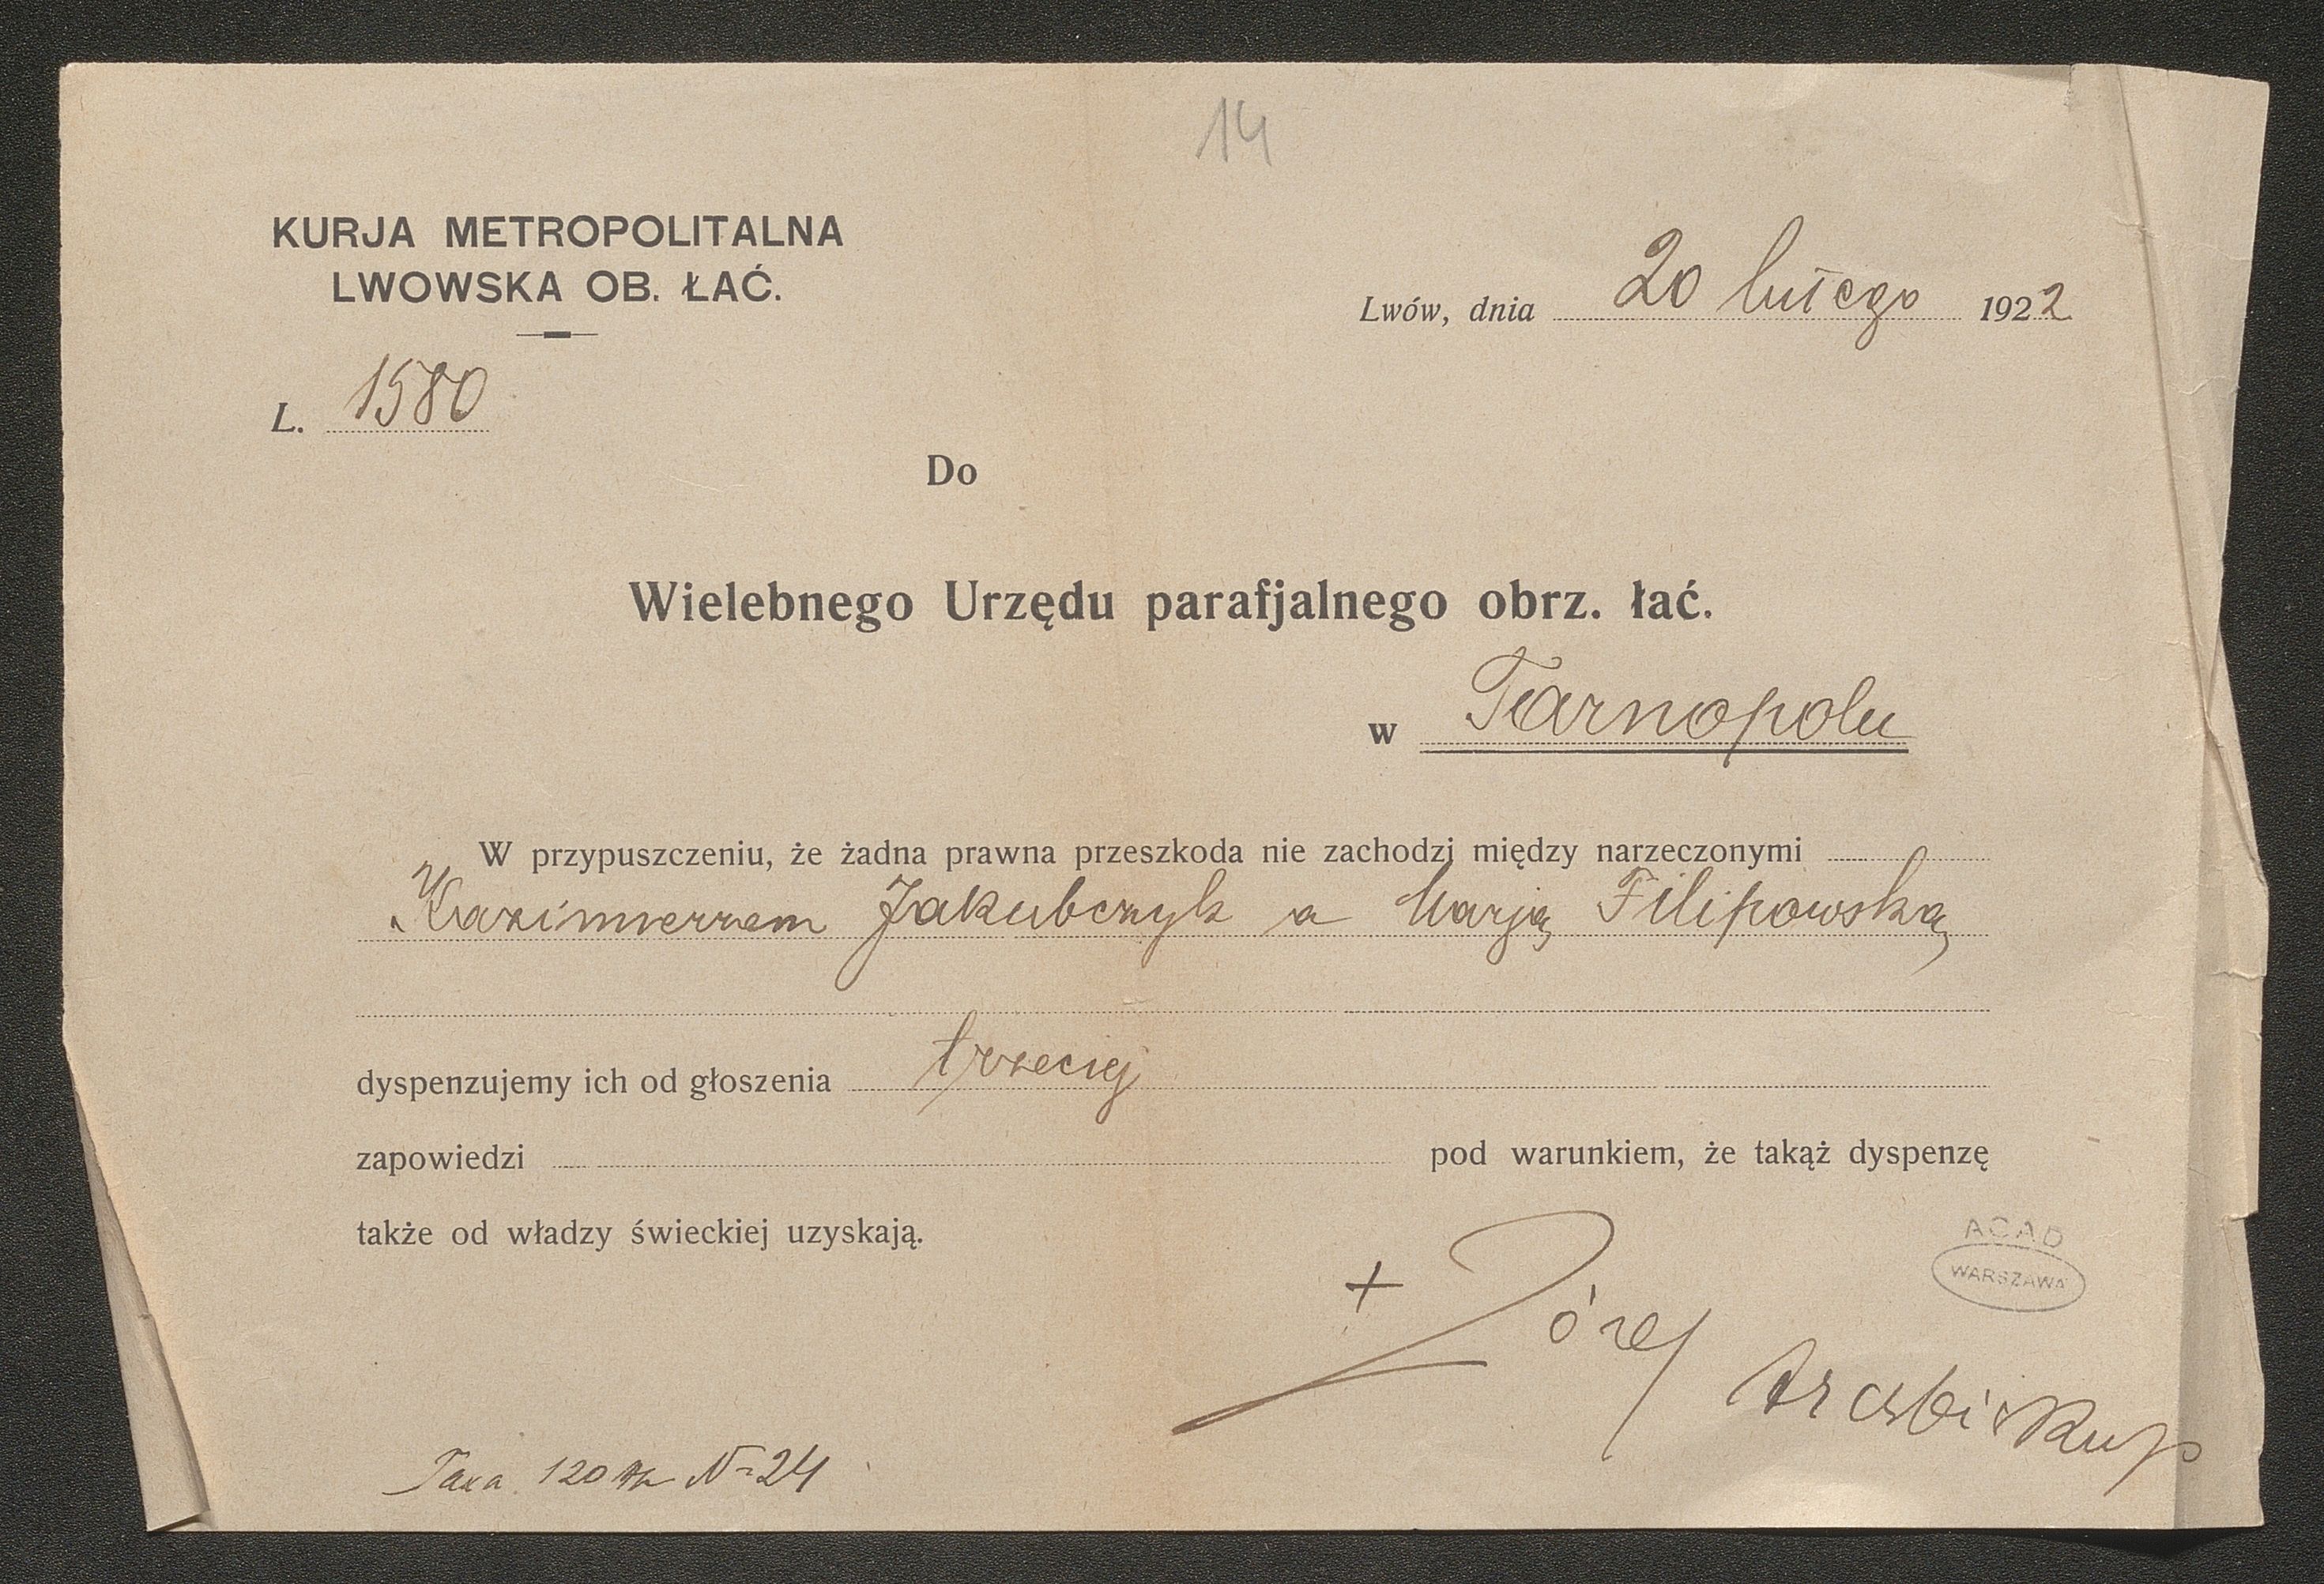 14
KURJA METROPOLITALNA
LWOWSKA OB. ŁAĆ.
Lwów, dnia 20 lutego 1922
L. 1580
Do
Wielebnego Urzędu parafjalnego obrz. łać.
w Tarnopolu
W przypuszczeniu, że żadna prawna przeszkoda nie zachodzi między narzeczonymi
Kazimierzem Jakubczyk a Marją Filipowską
dyspenzujemy ich od głoszenia trzeciej
zapowiedzi pod warunkiem, że takąż dyspenzę
także od władzy świeckiej uzyskają.
ACAD
WARSZAWA
+ Józef
Arcybiskup
Taxa 120 Mk N=24